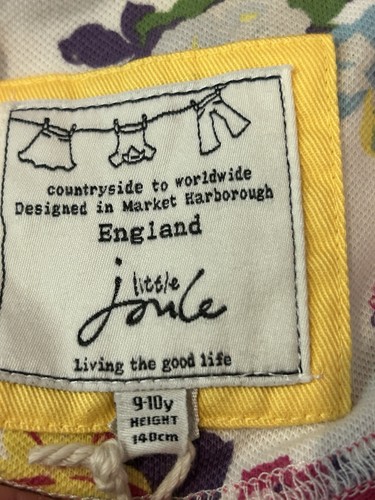 countryside to worldwide
Designed in Market Harborough
England
little
joule
living the good life
9-10y
HEIGHT
140cm